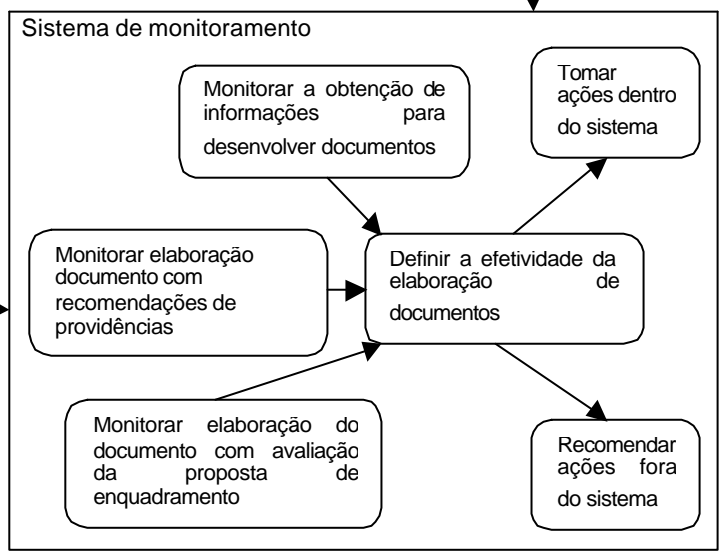 Sistema de monitoramento
Monitorar a obtenção de
informações para
desenvolver documentos
Tomar
ações dentro
do sistema
Monitorar elaboração
documento com
recomendações de
providências
Definir a efetividade da
elaboração de
documentos
Monitorar elaboração do
documento com avaliação
da proposta de
enquadramento
Recomendar
ações fora
do sistema